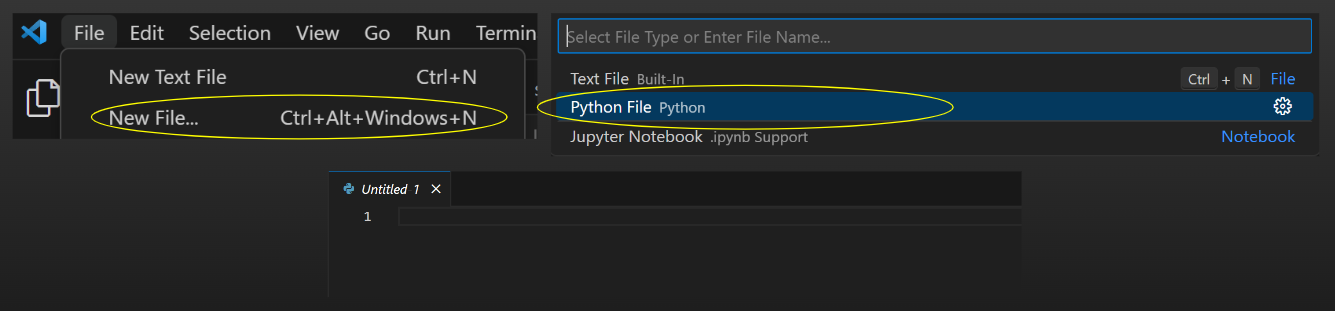 File Edit Selection View Go Run Termin
New Text File Ctrl+N
New File... Ctrl+Alt+Windows+N
Select File Type or Enter File Name...
Text File Built-In Ctrl + N File
Python File Python
Jupyter Notebook .ipynb Support Notebook
Untitled 1
1